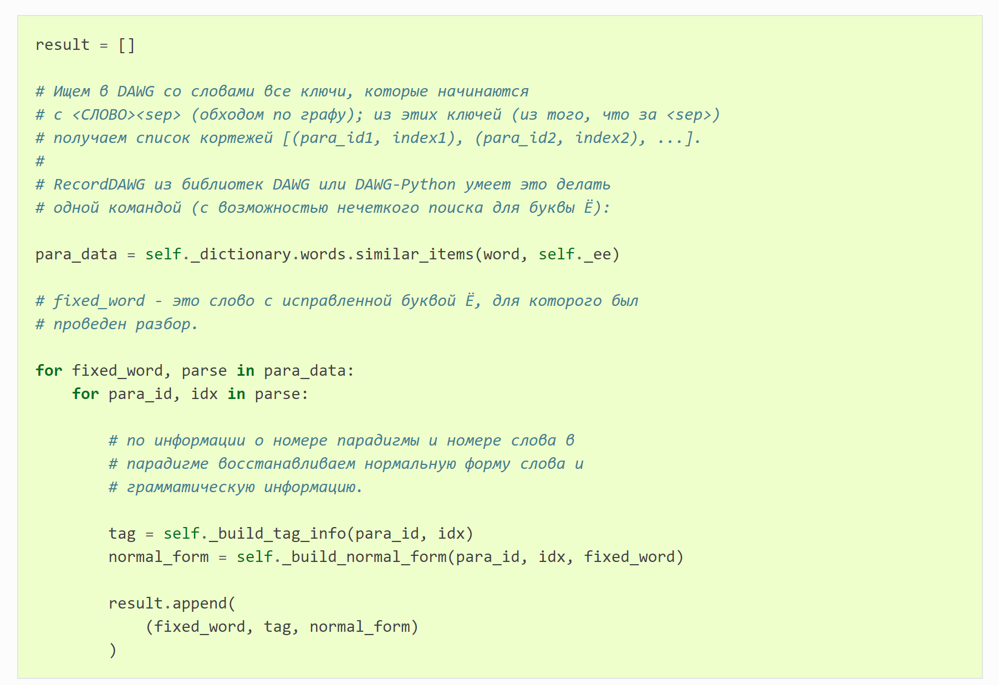 result = []
# Ищем в DAWG со словами все ключи, которые начинаются
# с <СЛОВО><sep> (обходом по графу); из этих ключей (из того, что за <sep>)
# получаем список кортежей [(para_id1, index1), (para_id2, index2), ...].
#
# RecordDAWG из библиотек DAWG или DAWG-Python умеет это делать
# одной командой (с возможностью нечеткого поиска для буквы Ё):
para_data = self._dictionary.words.similar_items(word, self._ee)
# fixed_word - это слово с исправленной буквой Ё, для которого был
# проведен разбор.
for fixed_word, parse in para_data:
    for para_id, idx in parse:
        # по информации о номере парадигмы и номере слова в
        # парадигме восстанавливаем нормальную форму слова и
        # грамматическую информацию.
        tag = self._build_tag_info(para_id, idx)
        normal_form = self._build_normal_form(para_id, idx, fixed_word)
        result.append(
            (fixed_word, tag, normal_form)
        )